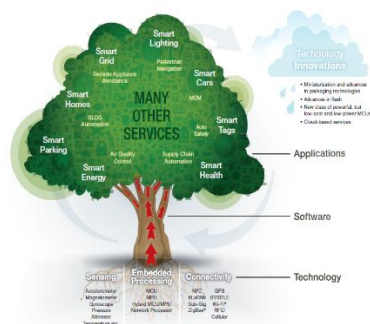 Technology
Innovations
• Miniaturization and advances
in packaging technologies
• Advances in flash
• New class of powerful, but
low-cost and low power MCUs
• Cloud-based services
Smart
Lighting
Smart
Grid
Pedestrian
Navigation
Remote Appliance
Avoidance
Smart
Cars
Smart
Homes
MANY
OTHER
SERVICES
M2M
BLDG
Automation
Auto
Safety
Smart
Tags
Smart
Parking
Air Quality
Control
Supply Chain
Automation
Smart
Energy
Smart
Health
Applications
Software
Technology
Sensing
Accelerometer
Magnetometer
Gyroscope
Pressure
Altimeter
Embedded
Processing
MCU
MPU
Hybrid MCU/MPU
Network Processor
Connectivity
NFC
6LoPAN
Sub-Gig
ZigBee®
GPS
Wi-Fi®
RFID
Cellular